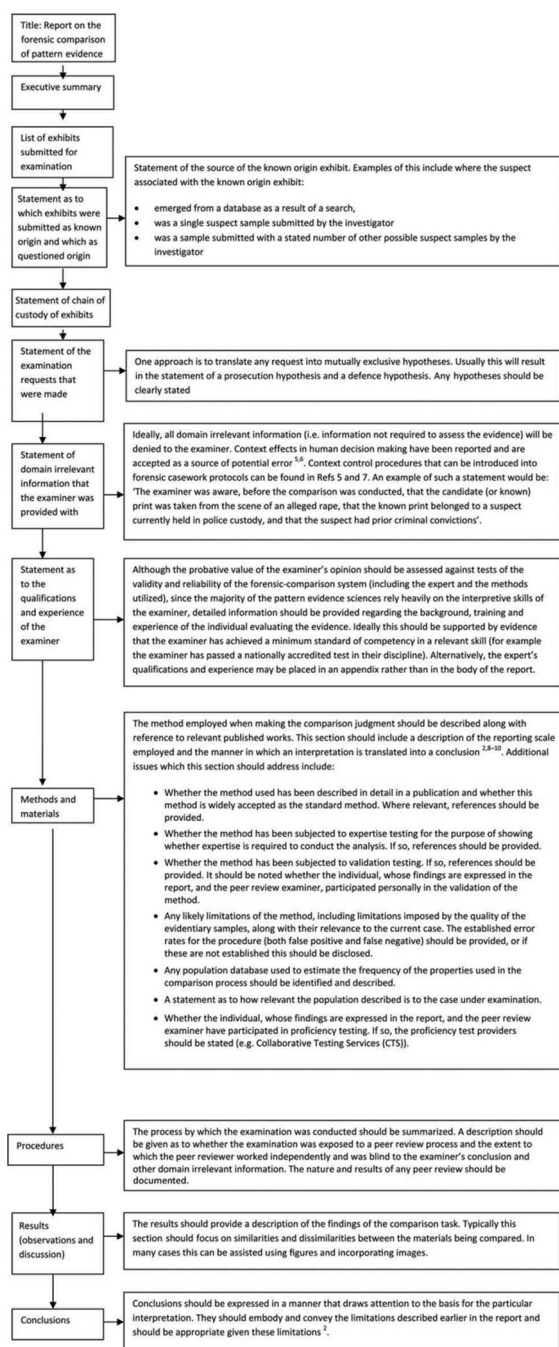 Title: Report on the
forensic comparison
of pattern evidence
Executive summary
List of exhibits
submitted for
examination
Statement as to
which exhibits were
submitted as known
origin and which as
questioned origin
Statement of the source of the known origin exhibit. Examples of this include where the suspect
associated with the known origin exhibit:
• emerged from a database as a result of a search,
• was a single suspect sample submitted by the investigator
• was a sample submitted with a stated number of other possible suspect samples by the
investigator
Statement of chain of
custody of exhibits
Statement of the
examination
requests that
were made
One approach is to translate any request into mutually exclusive hypotheses. Usually this will result
in the statement of a prosecution hypothesis and a defence hypothesis. Any hypotheses should be
clearly stated
Statement of
domain irrelevant
information that
the examiner was
provided with
Ideally, all domain irrelevant information (i.e. information not required to assess the evidence) will
be denied to the examiner. Context effects in human decision making have been reported and are
accepted as a source of potential error 5,6. Context control procedures that can be introduced into
forensic casework protocols can be found in Refs 5 and 7. An example of such a statement would be:
'The examiner was aware, before the comparison was conducted, that the candidate (or known)
print was taken from the scene of an alleged rape, that the known print belonged to a suspect
currently held in police custody, and that the suspect had prior criminal convictions'.
Statement as
to the
qualifications
and experience
of the
examiner
Although the probative value of the examiner's opinion should be assessed against tests of the
validity and reliability of the forensic-comparison system (including the expert and the methods
utilized), since the majority of the pattern evidence sciences rely heavily on the interpretive skills of
the examiner, detailed information should be provided regarding the background, training and
experience of the individual evaluating the evidence. Ideally this should be supported by evidence
that the examiner has achieved a minimum standard of competency in a relevant skill (for example
the examiner has passed a nationally accredited test in their discipline). Alternatively, the expert's
qualifications and experience may be placed in an appendix rather than in the body of the report.
Methods and
materials
The method employed when making the comparison judgment should be described along with
reference to relevant published works. This section should include a description of the reporting scale
employed and the manner in which an interpretation is translated into a conclusion 2,8–10. Additional
issues which this section should address include:
• Whether the method used has been described in detail in a publication and whether this
method is widely accepted as the standard method. Where relevant, references should be
provided.
• Whether the method has been subjected to expertise testing for the purpose of showing
whether expertise is required to conduct the analysis. If so, references should be provided.
• Whether the method has been subjected to validation testing. If so, references should be
provided. It should be noted whether the individual, whose findings are expressed in the
report, and the peer review examiner, participated personally in the validation of the
method.
• Any likely limitations of the method, including limitations imposed by the quality of the
evidentiary samples, along with their relevance to the current case. The established error
rates for the procedure (both false positive and false negative) should be provided, or if
these are not established this should be disclosed.
• Any population database used to estimate the frequency of the properties used in the
comparison process should be identified and described.
• A statement as to how relevant the population described is to the case under examination.
• Whether the individual, whose findings are expressed in the report, and the peer review
examiner have participated in proficiency testing. If so, the proficiency test providers
should be stated (e.g. Collaborative Testing Services (CTS)).
Procedures
The process by which the examination was conducted should be summarized. A description should
be given as to whether the examination was exposed to a peer review process and the extent to
which the peer reviewer worked independently and was blind to the examiner's conclusion and
other domain irrelevant information. The nature and results of any peer review should be
documented.
Results
(observations and
discussion)
The results should provide a description of the findings of the comparison task. Typically this
section should focus on similarities and dissimilarities between the materials being compared. In
many cases this can be assisted using figures and incorporating images.
Conclusions
Conclusions should be expressed in a manner that draws attention to the basis for the particular
interpretation. They should embody and convey the limitations described earlier in the report and
should be appropriate given these limitations 2.